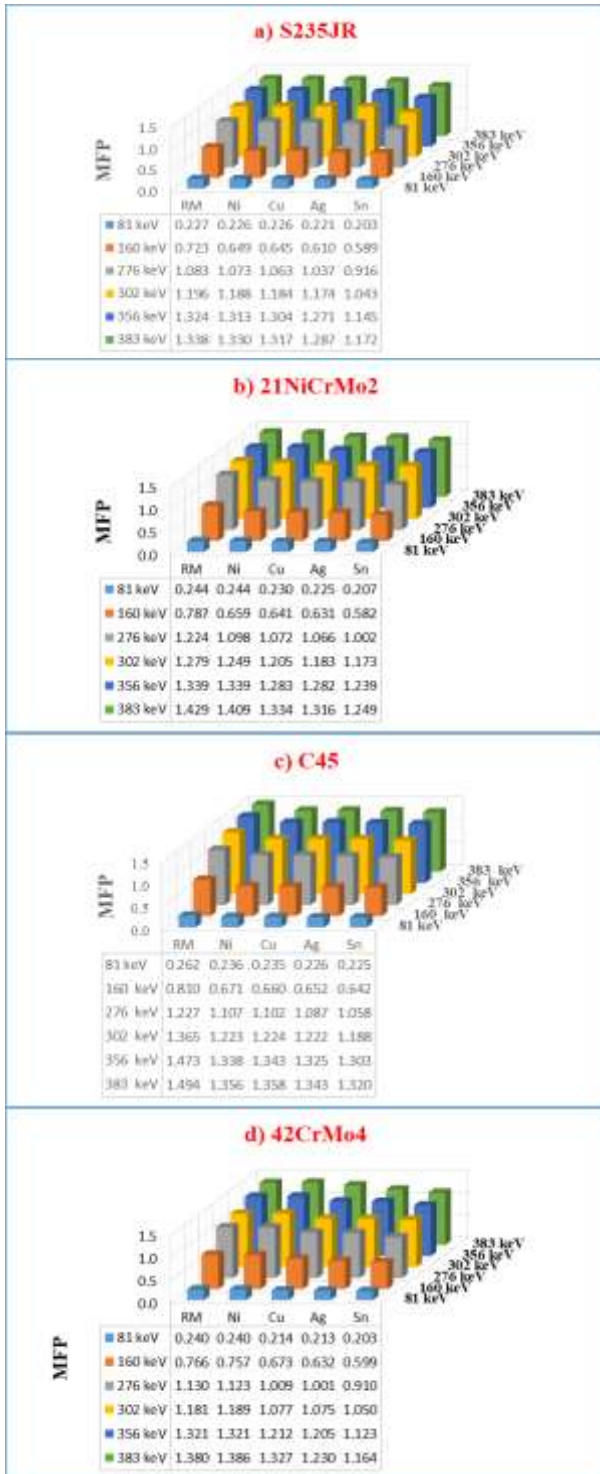 a) S235JR
MFP
1.5
1.0
0.5
0.0
383 keV
356 keV
302 keV
276 keV
160 keV
81 keV
RM Ni Cu Ag Sn
81 keV 0.227 0.226 0.226 0.221 0.203
160 keV 0.723 0.649 0.645 0.610 0.589
276 keV 1.083 1.073 1.063 1.037 0.916
302 keV 1.196 1.188 1.184 1.174 1.043
356 keV 1.324 1.313 1.304 1.271 1.145
383 keV 1.338 1.330 1.317 1.287 1.172
b) 21NiCrMo2
MFP
1.5
1.0
0.5
0.0
383 keV
356 keV
302 keV
276 keV
160 keV
81 keV
RM Ni Cu Ag Sn
81 keV 0.244 0.244 0.230 0.225 0.207
160 keV 0.787 0.659 0.641 0.631 0.582
276 keV 1.224 1.098 1.072 1.066 1.002
302 keV 1.279 1.249 1.205 1.183 1.173
356 keV 1.339 1.339 1.283 1.282 1.239
383 keV 1.429 1.409 1.334 1.316 1.249
c) C45
MFP
1.5
1.0
0.5
0.0
383 keV
356 keV
302 keV
276 keV
160 keV
81 keV
RM Ni Cu Ag Sn
81 keV 0.262 0.236 0.235 0.226 0.225
160 keV 0.810 0.671 0.660 0.652 0.642
276 keV 1.227 1.107 1.102 1.087 1.058
302 keV 1.365 1.223 1.224 1.222 1.188
356 keV 1.473 1.338 1.343 1.325 1.303
383 keV 1.494 1.356 1.358 1.343 1.320
d) 42CrMo4
MFP
1.5
1.0
0.5
0.0
383 keV
356 keV
302 keV
276 keV
160 keV
81 keV
RM Ni Cu Ag Sn
81 keV 0.240 0.240 0.214 0.213 0.203
160 keV 0.766 0.757 0.673 0.632 0.599
276 keV 1.130 1.123 1.009 1.001 0.910
302 keV 1.181 1.189 1.077 1.075 1.050
356 keV 1.321 1.321 1.212 1.205 1.123
383 keV 1.380 1.386 1.327 1.230 1.164